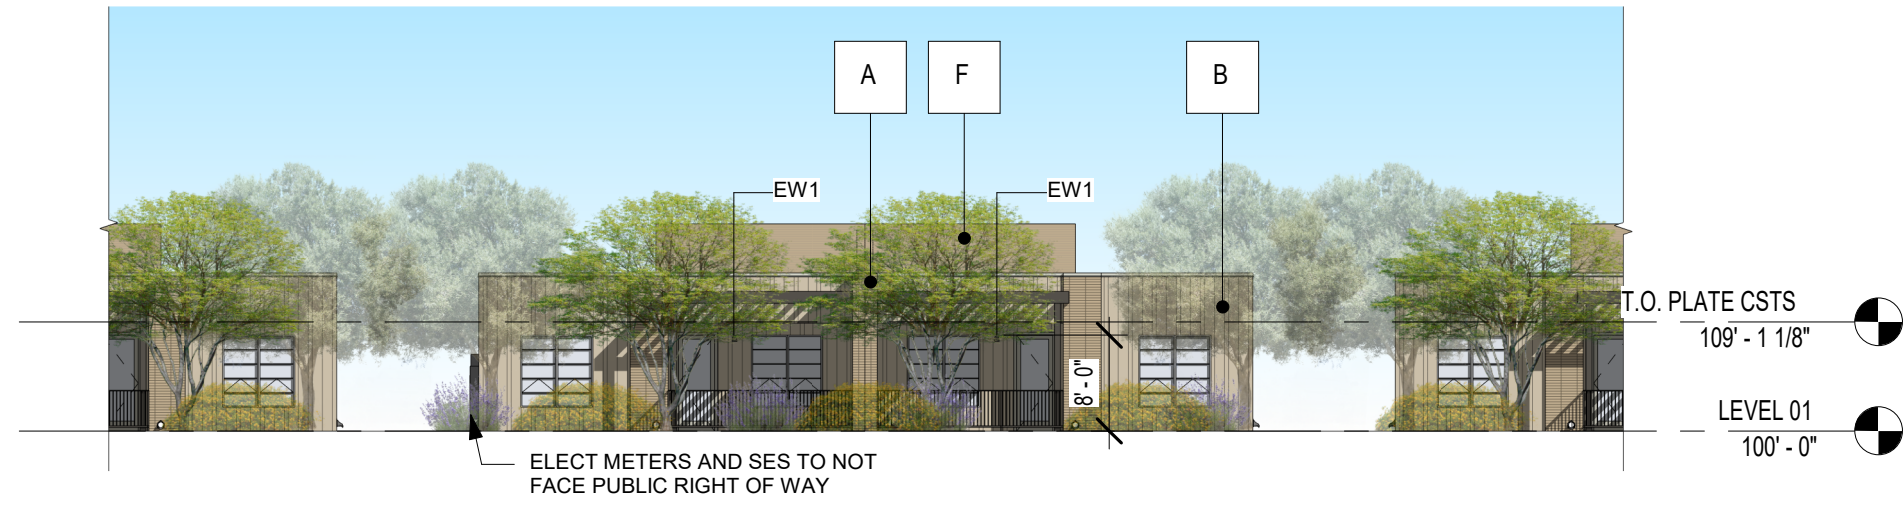 A
F
B
EW1
EW1
T.O. PLATE CSTS
109' - 1 1/8"
8' - 0"
LEVEL 01
100' - 0"
ELECT METERS AND SES TO NOT
FACE PUBLIC RIGHT OF WAY